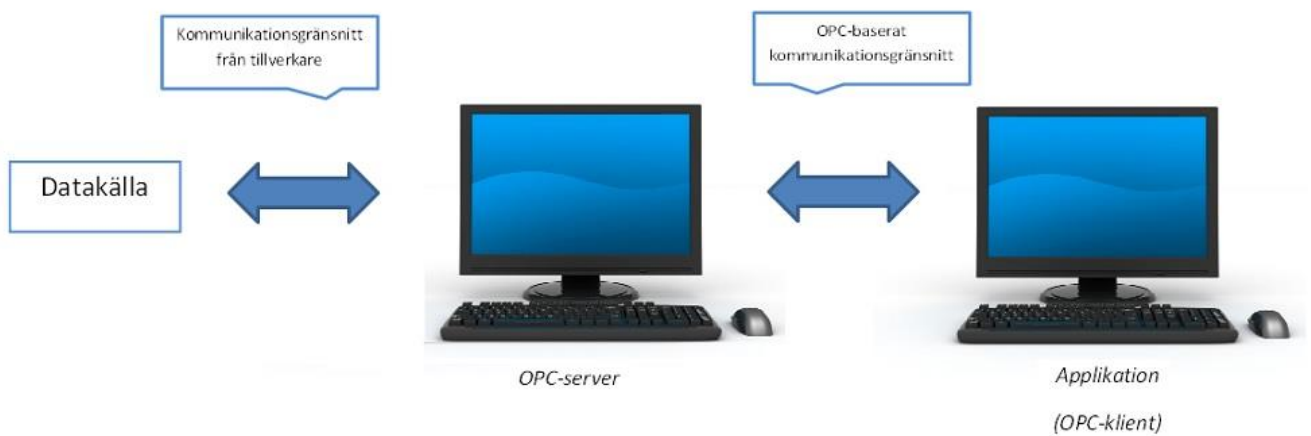 Kommunikationsgränsnitt
från tillverkare
OPC-baserat
kommunikationsgränsnitt
Datakälla
OPC-server
Applikation
(OPC-klient)